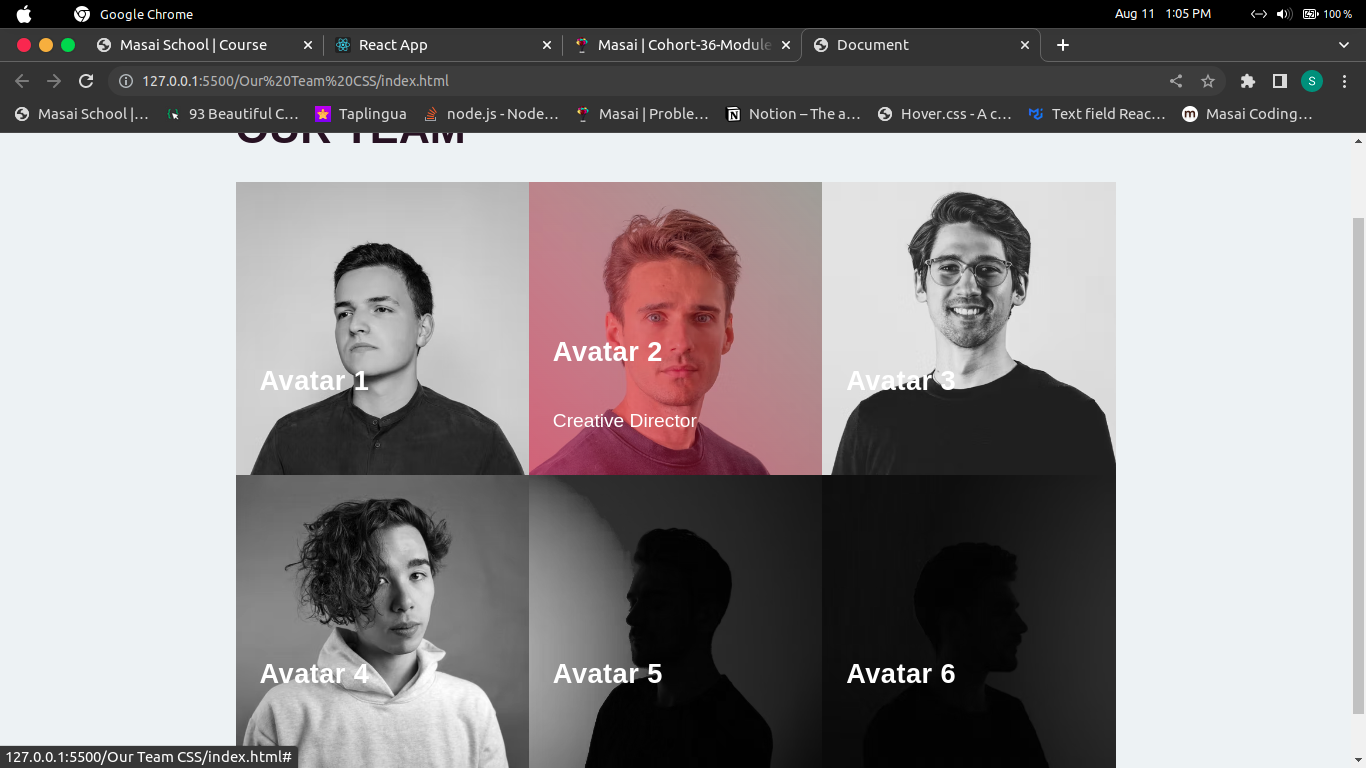 Google Chrome
Aug 11 1:05 PM
100 %
Masai School | Course
React App
Masai | Cohort-36-Module
Document
127.0.0.1:5500/Our%20Team%20CSS/index.html
S
Masai School |...
93 Beautiful C...
Taplingua
node.js - Node...
Masai | Proble...
Notion – The a...
Hover.css - A c...
Text field Reac...
Masai Coding...
OUR TEAM
Avatar 1
Avatar 2
Creative Director
Avatar 3
Avatar 4
Avatar 5
Avatar 6
127.0.0.1:5500/Our Team CSS/index.html#